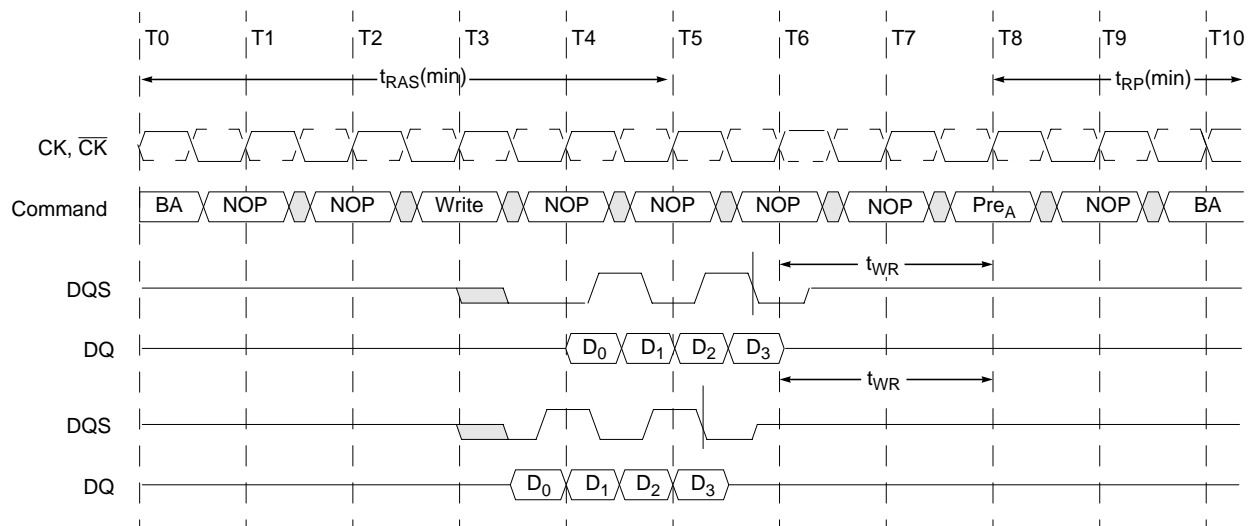 T0 T1 T2 T3 T4 T5 T6 T7 T8 T9 T10
tRAS(min) tRP(min)
CK, C̅K̅
Command BA NOP NOP Write NOP NOP NOP NOP PreA NOP BA
tWR
DQS
DQ D0 D1 D2 D3
tWR
DQS
DQ D0 D1 D2 D3